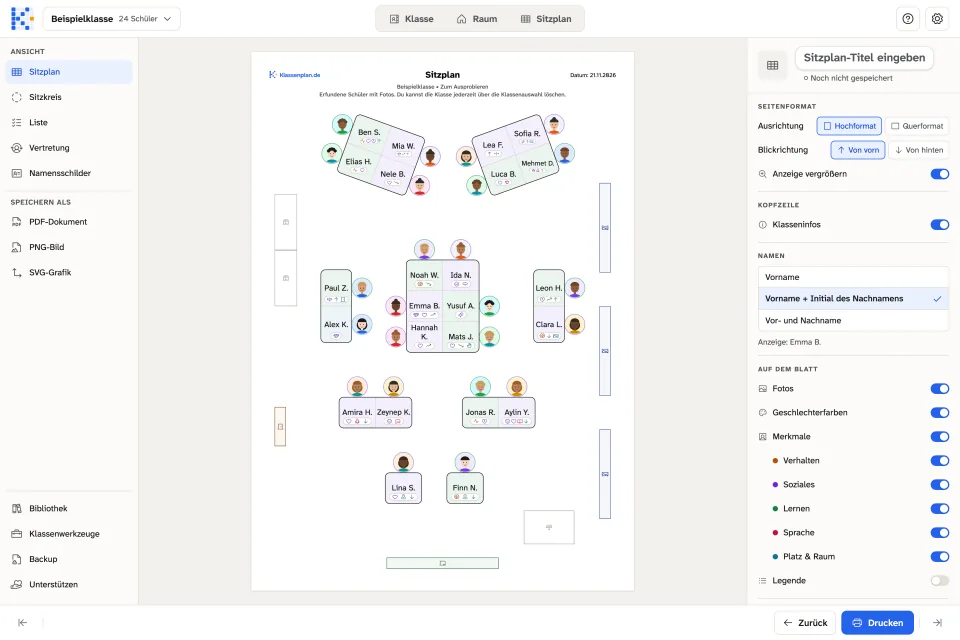 Beispielklasse 24 Schüler
Klasse
Raum
Sitzplan
ANSICHT
Sitzplan
Sitzkreis
Liste
Vertretung
Namensschilder
SPEICHERN ALS
PDF-Dokument
PNG-Bild
SVG-Grafik
Bibliothek
Klassenwerkzeuge
Backup
Unterstützen
Klassenplan.de
Sitzplan
Datum: 21.11.2026
Beispielklasse • Zum Ausprobieren
Erfundene Schüler mit Fotos. Du kannst die Klasse jederzeit über die Klassenauswahl löschen.
Ben S.
Mia W.
Elias H.
Nele B.
Sofia R.
Lea F.
Mehmet D.
Luca B.
Noah W.
Ida N.
Paul Z.
Emma B.
Yusuf A.
Leon H.
Alex K.
Hannah
K.
Mats J.
Clara L.
Amira H.
Zeynep K.
Jonas R.
Aylin Y.
Lina S.
Finn N.
Sitzplan-Titel eingeben
Noch nicht gespeichert
SEITENFORMAT
Ausrichtung
Hochformat
Querformat
Blickrichtung
Von vorn
Von hinten
Anzeige vergrößern
KOPFZEILE
Klasseninfos
NAMEN
Vorname
Vorname + Initial des Nachnamens
Vor- und Nachname
Anzeige: Emma B.
AUF DEM BLATT
Fotos
Geschlechterfarben
Merkmale
Verhalten
Soziales
Lernen
Sprache
Platz & Raum
Legende
Zurück
Drucken